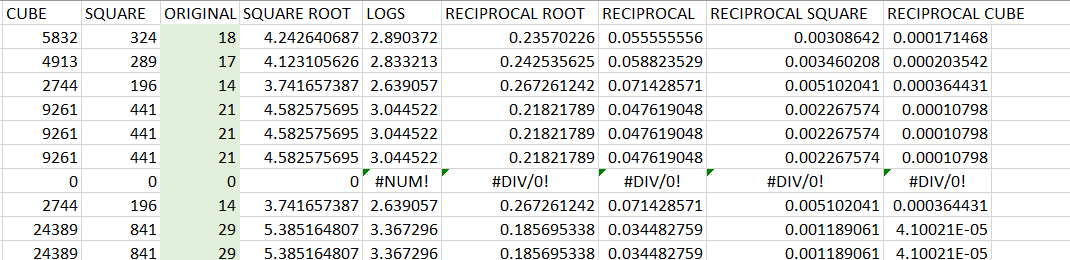 CUBE SQUARE ORIGINAL SQUARE ROOT LOGS RECIPROCAL ROOT RECIPROCAL RECIPROCAL SQUARE RECIPROCAL CUBE
5832 324 18 4.242640687 2.890372 0.23570226 0.055555556 0.00308642 0.000171468
4913 289 17 4.123105626 2.833213 0.242535625 0.058823529 0.003460208 0.000203542
2744 196 14 3.741657387 2.639057 0.267261242 0.071428571 0.005102041 0.000364431
9261 441 21 4.582575695 3.044522 0.21821789 0.047619048 0.002267574 0.00010798
9261 441 21 4.582575695 3.044522 0.21821789 0.047619048 0.002267574 0.00010798
9261 441 21 4.582575695 3.044522 0.21821789 0.047619048 0.002267574 0.00010798
0 0 0 0 #NUM! #DIV/0! #DIV/0! #DIV/0! #DIV/0!
2744 196 14 3.741657387 2.639057 0.267261242 0.071428571 0.005102041 0.000364431
24389 841 29 5.385164807 3.367296 0.185695338 0.034482759 0.001189061 4.10021E-05
24389 841 29 5.385164807 3.367296 0.185695338 0.034482759 0.001189061 4.10021E-05